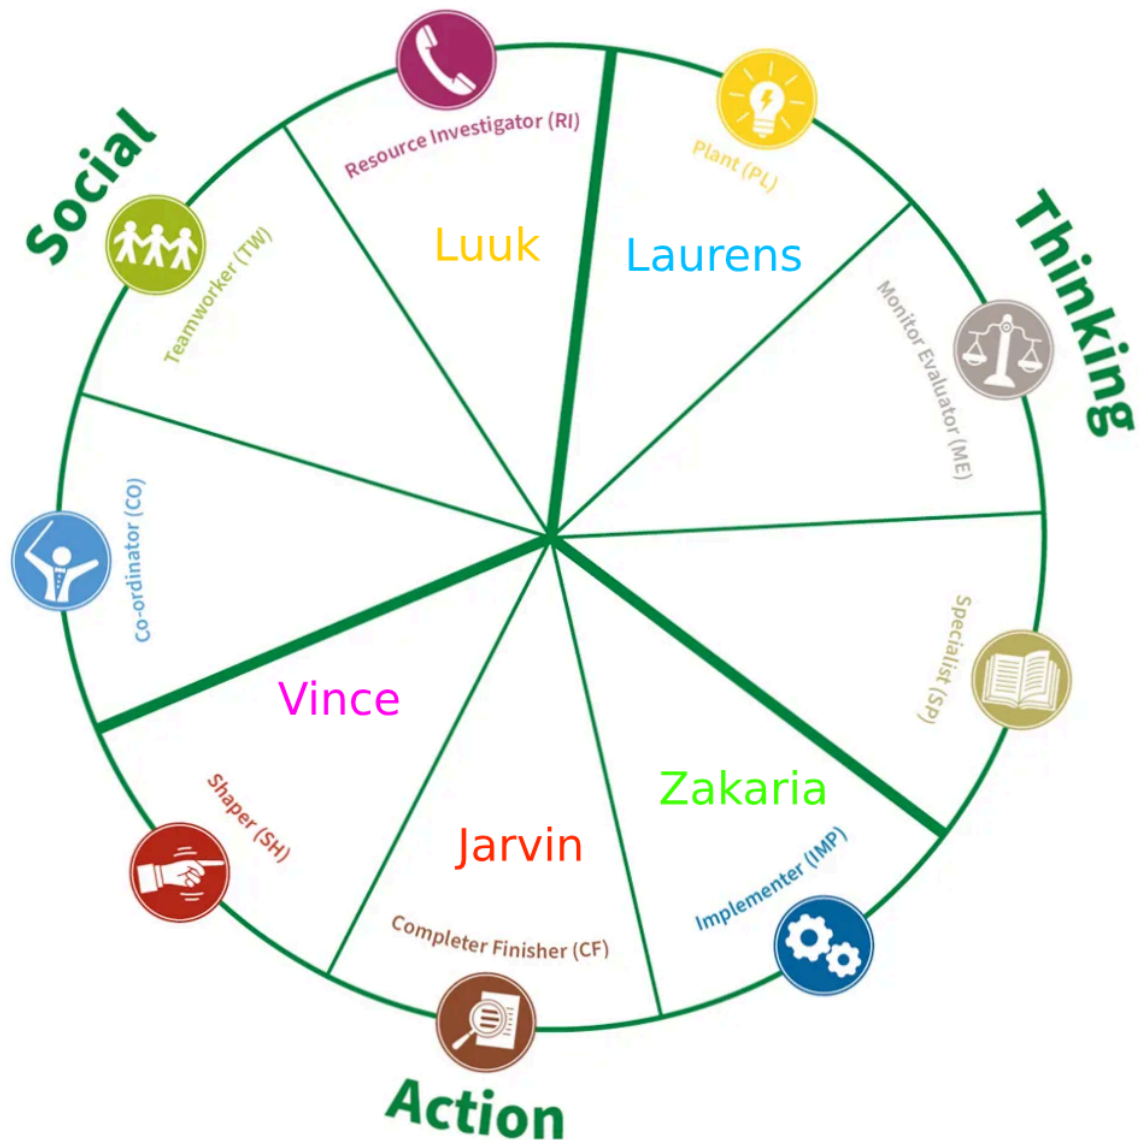 Social
Thinking
Action
Resource Investigator (RI)
Luuk
Plant (PL)
Laurens
Monitor Evaluator (ME)
Specialist (SP)
Zakaria
Implementer (IMP)
Jarvin
Completer Finisher (CF)
Vince
Shaper (SH)
Co-ordinator (CO)
Teamworker (TW)